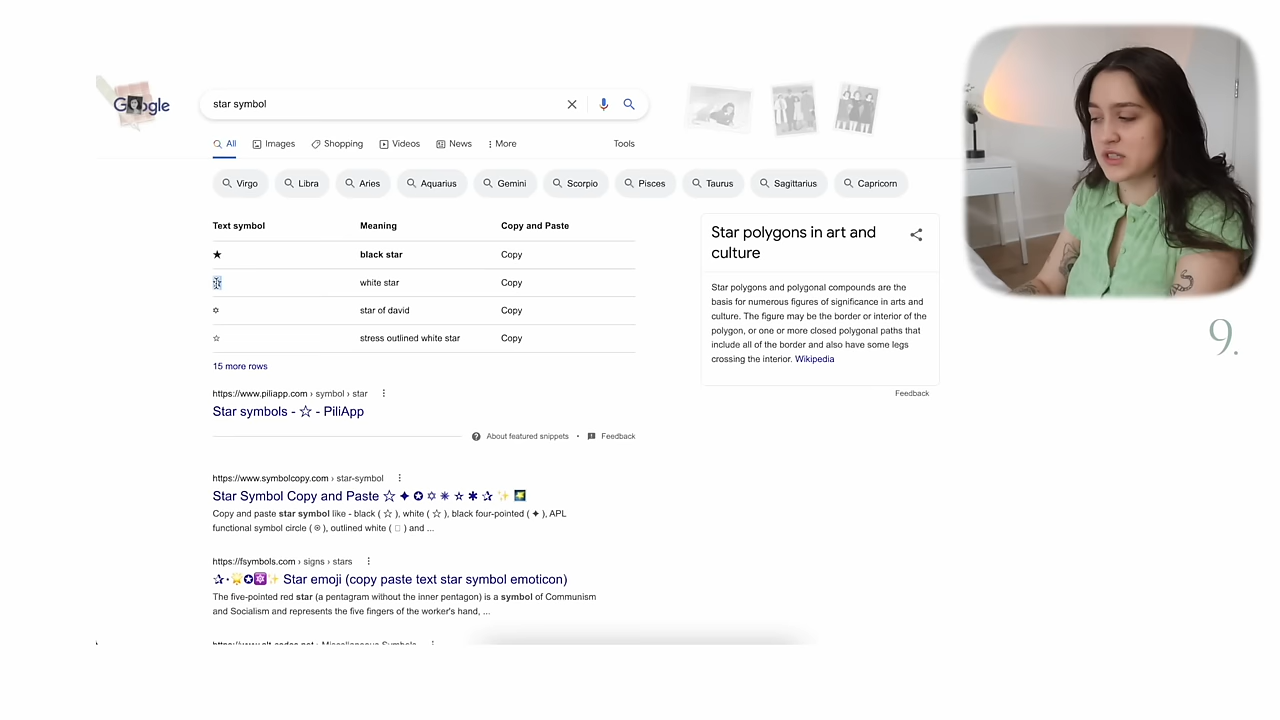 Google
star symbol
All Images Shopping Videos News More Tools
Virgo Libra Aries Aquarius Gemini Scorpio Pisces Taurus Sagittarius Capricorn
Text symbol Meaning Copy and Paste
★ black star Copy
white star Copy
✡ star of david Copy
☆ stress outlined white star Copy
15 more rows
https://www.piliapp.com › symbol › star
Star symbols - ☆ - PiliApp
About featured snippets • Feedback
https://www.symbolcopy.com › star-symbol
Star Symbol Copy and Paste ☆ ✦ ✪ ✡ ✴ ☆ ✱ ✰ ✨ 🎇
Copy and paste star symbol like - black ( ☆ ), white ( ☆ ), black four-pointed ( ✦ ), APL
functional symbol circle ( ⍟ ), outlined white ( □ ) and ...
https://fsymbols.com › signs › stars
✰⋆🌟✪🔯✨ Star emoji (copy paste text star symbol emoticon)
The five-pointed red star (a pentagram without the inner pentagon) is a symbol of Communism
and Socialism and represents the five fingers of the worker's hand, ...
https://www.alt-codes.net › Miscellaneous Symbols
Star polygons in art and
culture
Star polygons and polygonal compounds are the
basis for numerous figures of significance in arts and
culture. The figure may be the border or interior of the
polygon, or one or more closed polygonal paths that
include all of the border and also have some legs
crossing the interior. Wikipedia
Feedback
9.